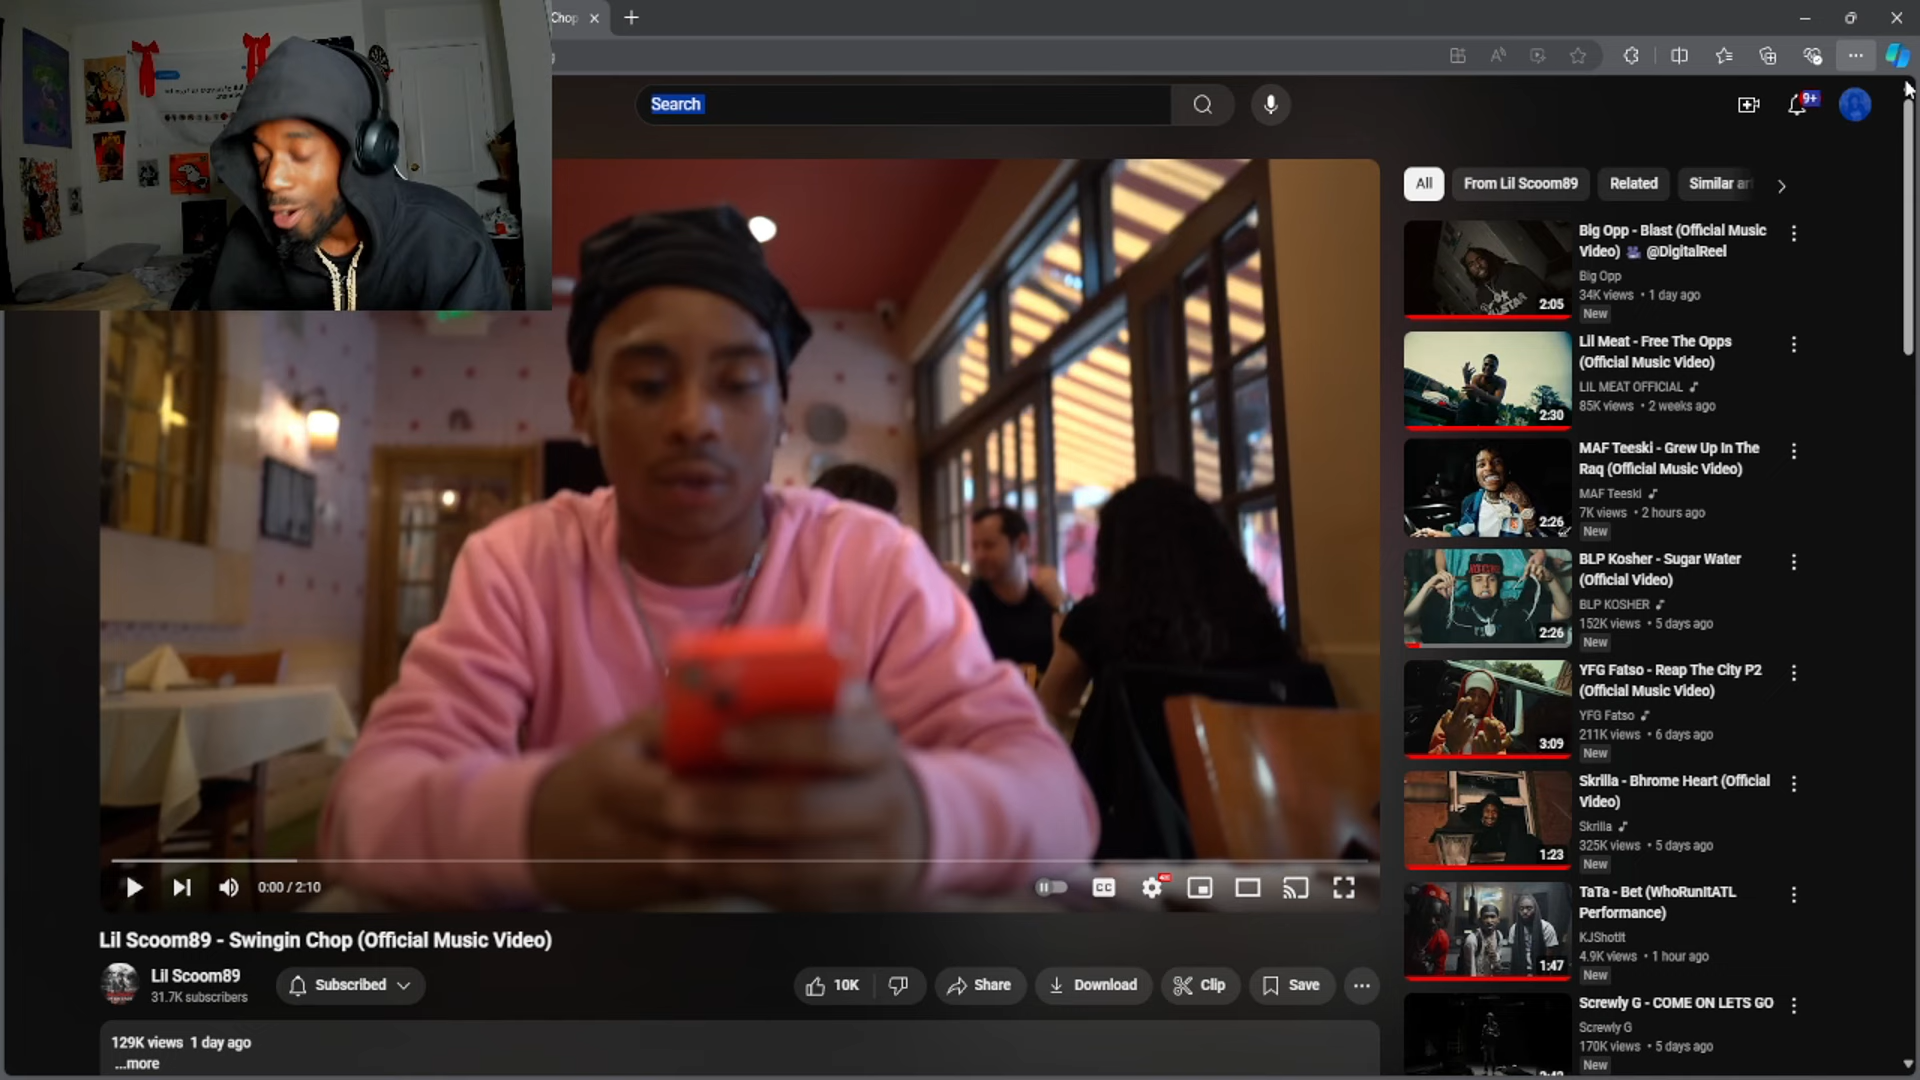 Chop
Search
9+
All
From Lil Scoom89
Related
Similar ar
Big Opp - Blast (Official Music
Video) 🎥 @DigitalReel
Big Opp
34K views • 1 day ago
New
2:05
Lil Meat - Free The Opps
(Official Music Video)
LIL MEAT OFFICIAL
85K views • 2 weeks ago
2:30
MAF Teeski - Grew Up In The
Raq (Official Music Video)
MAF Teeski
7K views • 2 hours ago
New
2:26
BLP Kosher - Sugar Water
(Official Video)
BLP KOSHER
152K views • 5 days ago
New
2:26
YFG Fatso - Reap The City P2
(Official Music Video)
YFG Fatso
211K views • 6 days ago
New
3:09
Skrilla - Bhrome Heart (Official
Video)
Skrilla
325K views • 5 days ago
New
1:23
TaTa - Bet (WhoRunItATL
Performance)
KJShotIt
4.9K views • 1 hour ago
New
1:47
Screwly G - COME ON LETS GO
Screwly G
170K views • 5 days ago
New
0:00 / 2:10
CC
Lil Scoom89 - Swingin Chop (Official Music Video)
Lil Scoom89
31.7K subscribers
Subscribed
10K
Share
Download
Clip
Save
129K views 1 day ago
...more